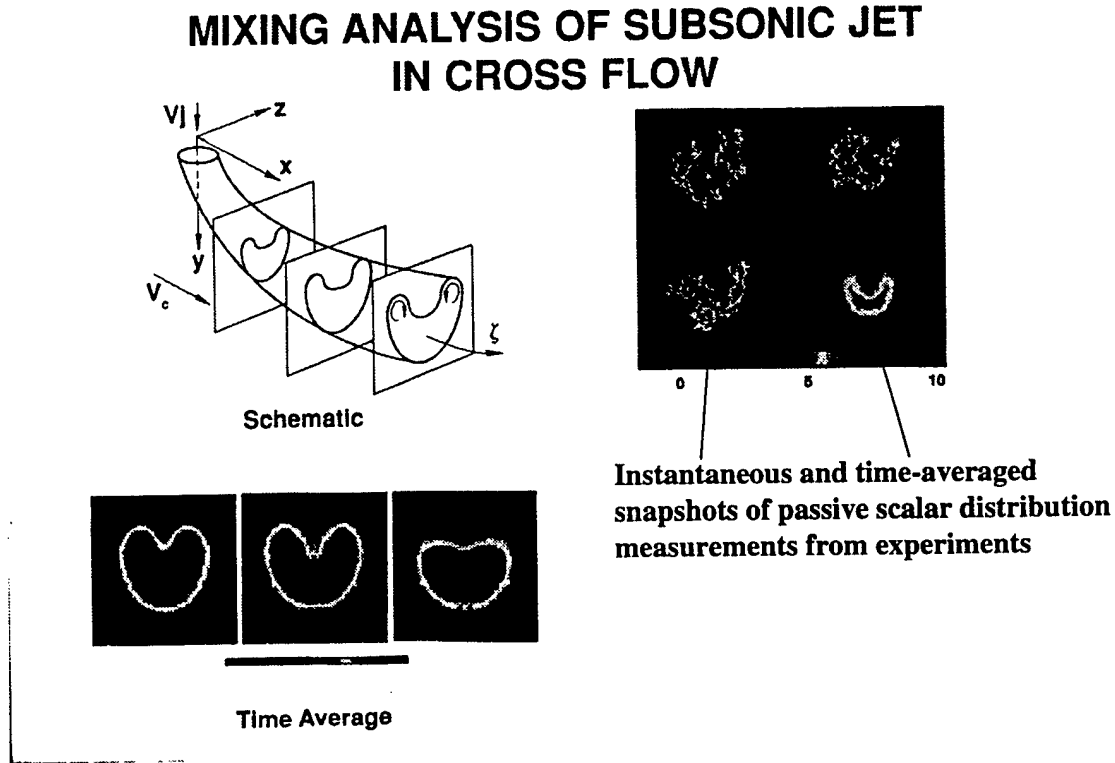 MIXING ANALYSIS OF SUBSONIC JET
IN CROSS FLOW
Vj
z
x
y
Vc
ζ
Schematic
0 5 10
Instantaneous and time-averaged
snapshots of passive scalar distribution
measurements from experiments
Time Average